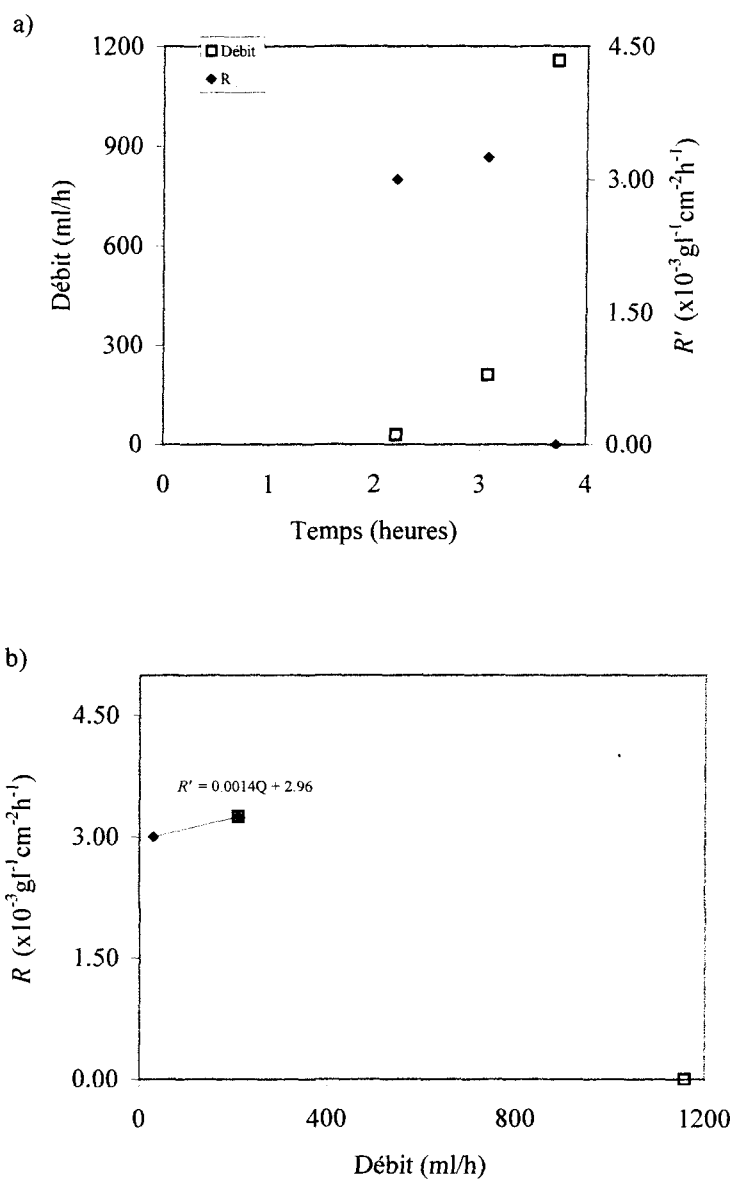 a)
1200
900
600
300
0
Débit (ml/h)
Débit
R
4.50
3.00
1.50
0.00
R' (x10⁻³gl⁻¹cm⁻²h⁻¹)
0 1 2 3 4
Temps (heures)
b)
4.50
3.00
1.50
0.00
R (x10⁻³gl⁻¹cm⁻²h⁻¹)
R' = 0.0014Q + 2.96
0 400 800 1200
Débit (ml/h)